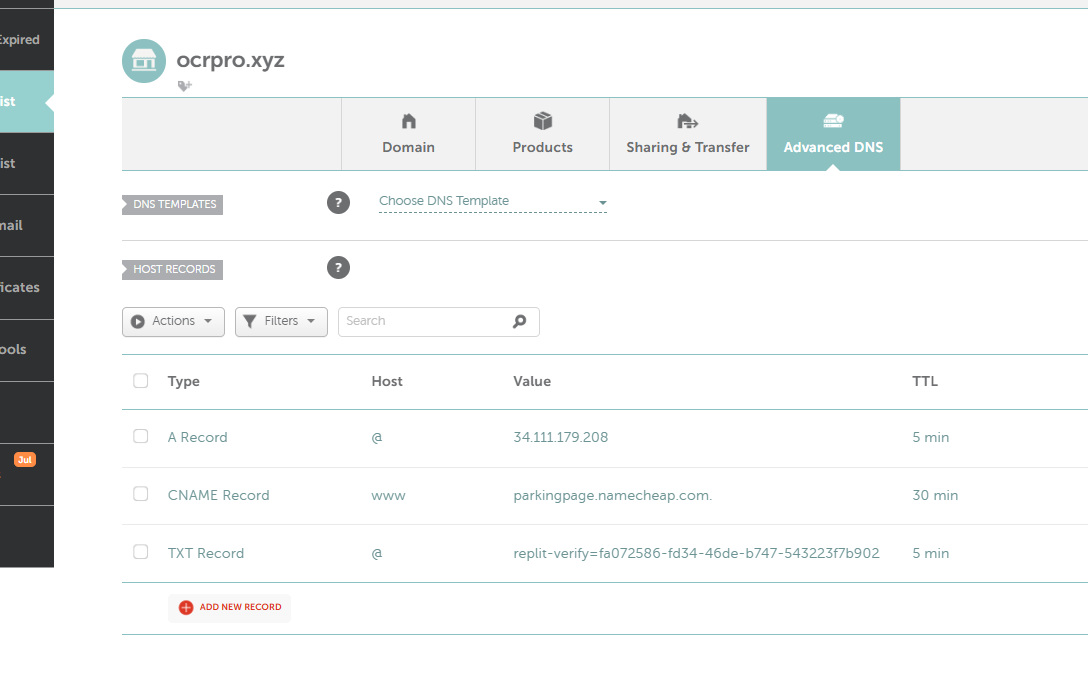 Expired
ocrpro.xyz
ist
Domain
Products
Sharing & Transfer
Advanced DNS
ist
DNS TEMPLATES
?
Choose DNS Template
mail
HOST RECORDS
?
ficates
Actions
Filters
Search
ools
Type Host Value TTL
A Record @ 34.111.179.208 5 min
Jul
CNAME Record www parkingpage.namecheap.com. 30 min
TXT Record @ replit-verify=fa072586-fd34-46de-b747-543223f7b902 5 min
ADD NEW RECORD